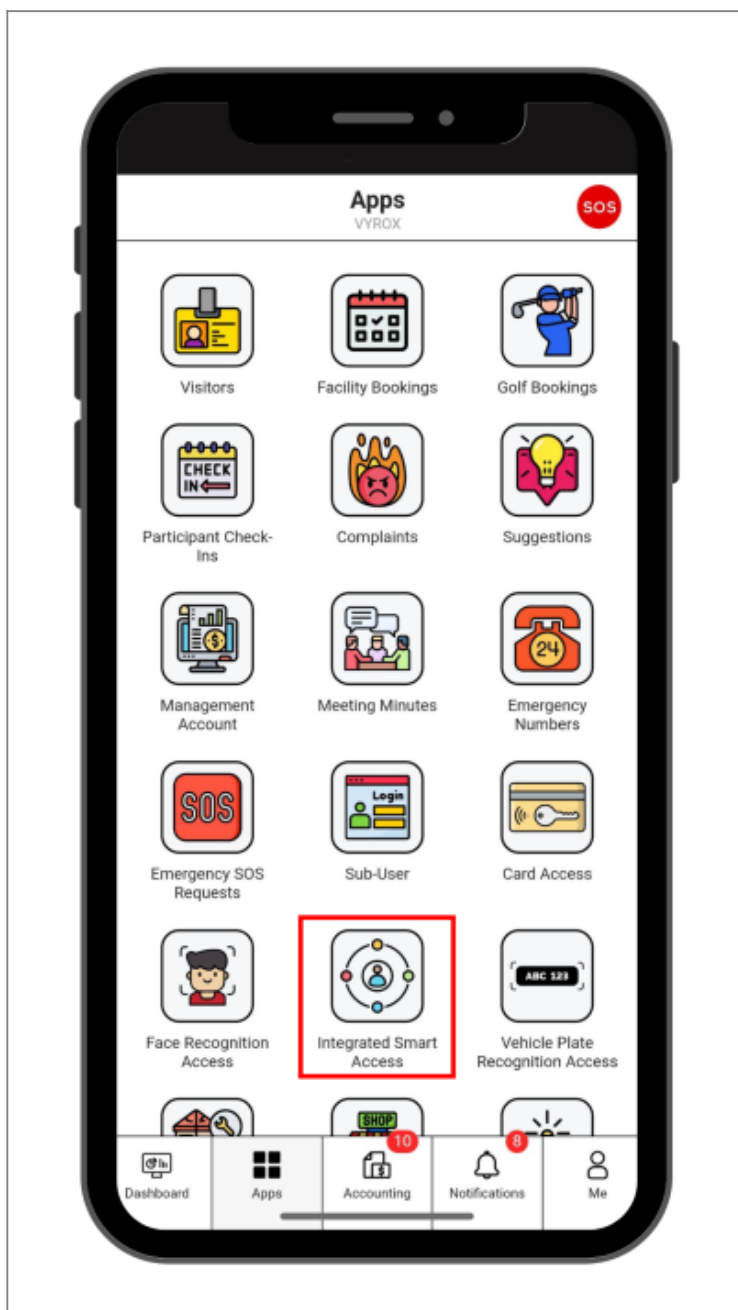 Apps
VYROX
SOS
Visitors
Facility Bookings
Golf Bookings
CHECK
IN
Participant Check-
Ins
Complaints
Suggestions
Management
Account
Meeting Minutes
24
Emergency
Numbers
SOS
Emergency SOS
Requests
Login
Sub-User
Card Access
Face Recognition
Access
Integrated Smart
Access
ABC 123
Vehicle Plate
Recognition Access
SHOP
10
8
Dashboard
Apps
Accounting
Notifications
Me